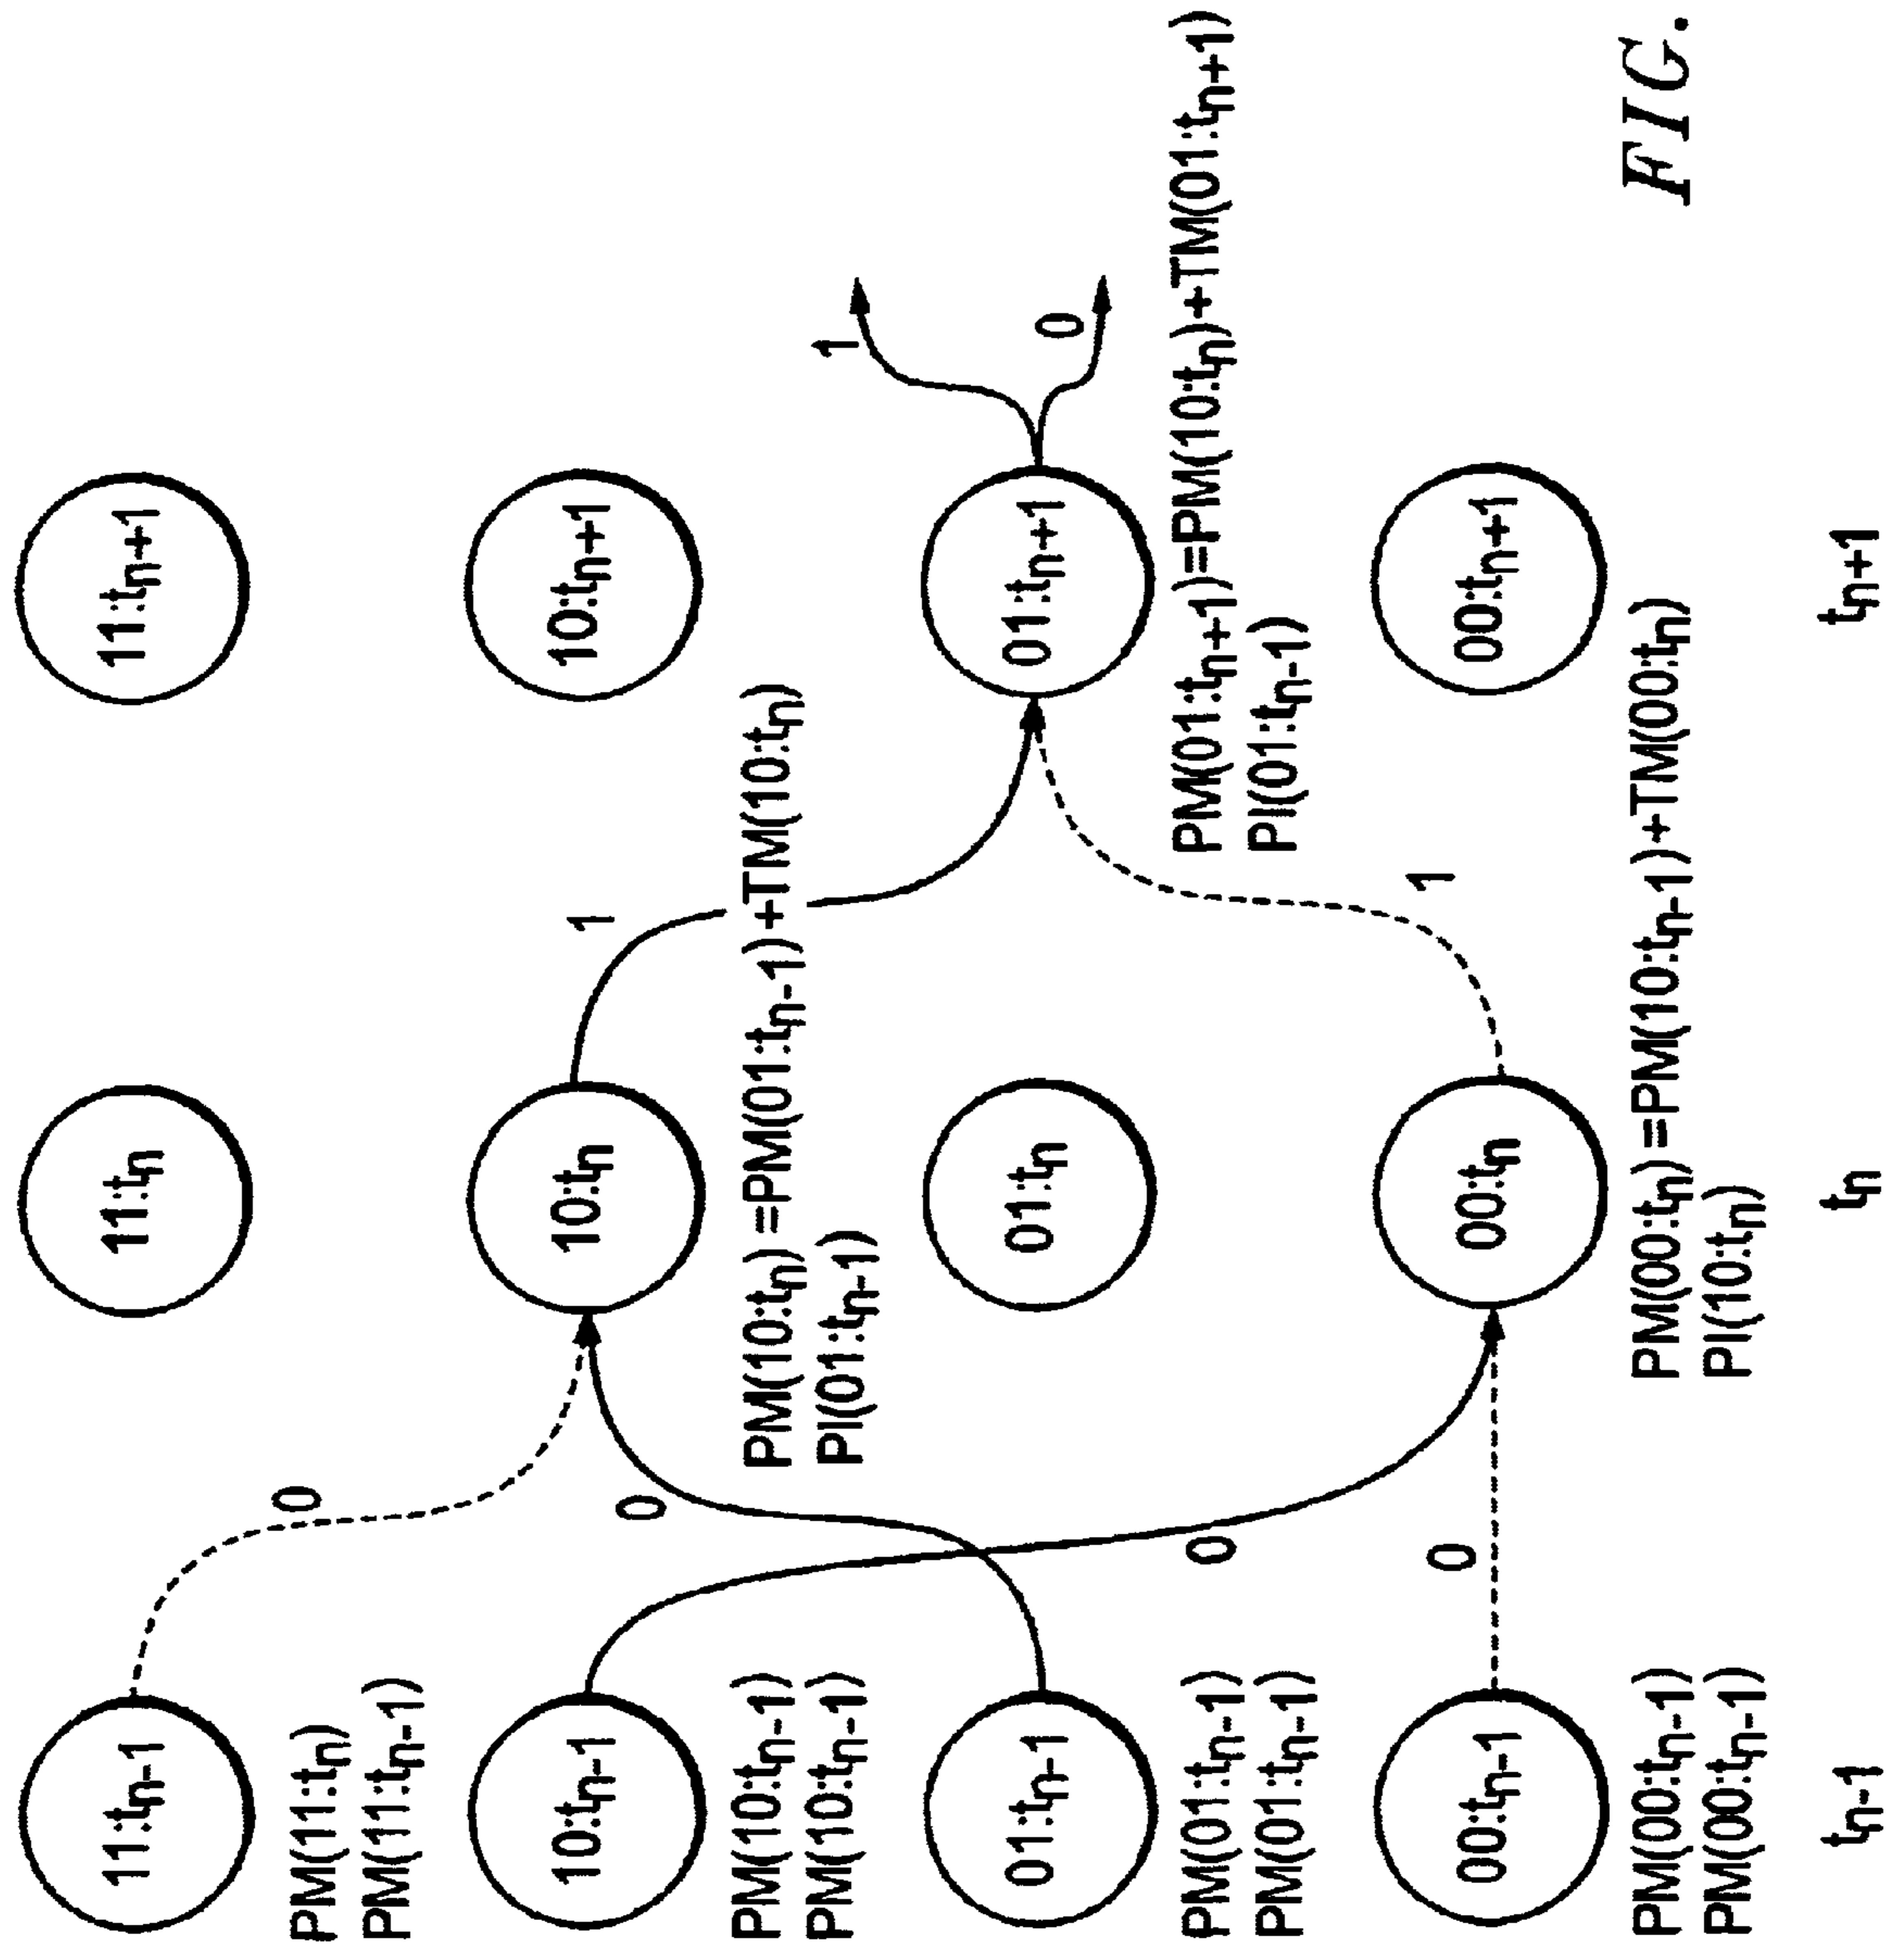 11:tn-1
11:tn
11:tn+1
0
PM(11:tn)
PM(11:tn-1)
10:tn-1
10:tn
10:tn+1
0
1
PM(10:tn-1)
PM(10:tn-1)
PM(10:tn)=PM(01:tn-1)+TM(10:tn)
PI(01:tn-1)
1
01:tn-1
01:tn
01:tn+1
0
0
PM(01:tn-1)
PM(01:tn-1)
PM(01:tn+1)=PM(10:tn)+TM(01:tn+1)
PI(01:tn-1)
00:tn-1
00:tn
00:tn+1
0
1
PM(00:tn-1)
PM(00:tn-1)
PM(00:tn)=PM(10:tn-1)+TM(00:tn)
PI(10:tn)
FIG.
tn-1
tn
tn+1